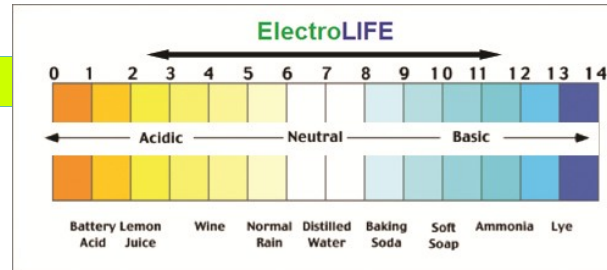 ElectroLIFE
0 1 2 3 4 5 6 7 8 9 10 11 12 13 14
Acidic Neutral Basic
Battery Acid Lemon Juice Wine Normal Rain Distilled Water Baking Soda Soft Soap Ammonia Lye